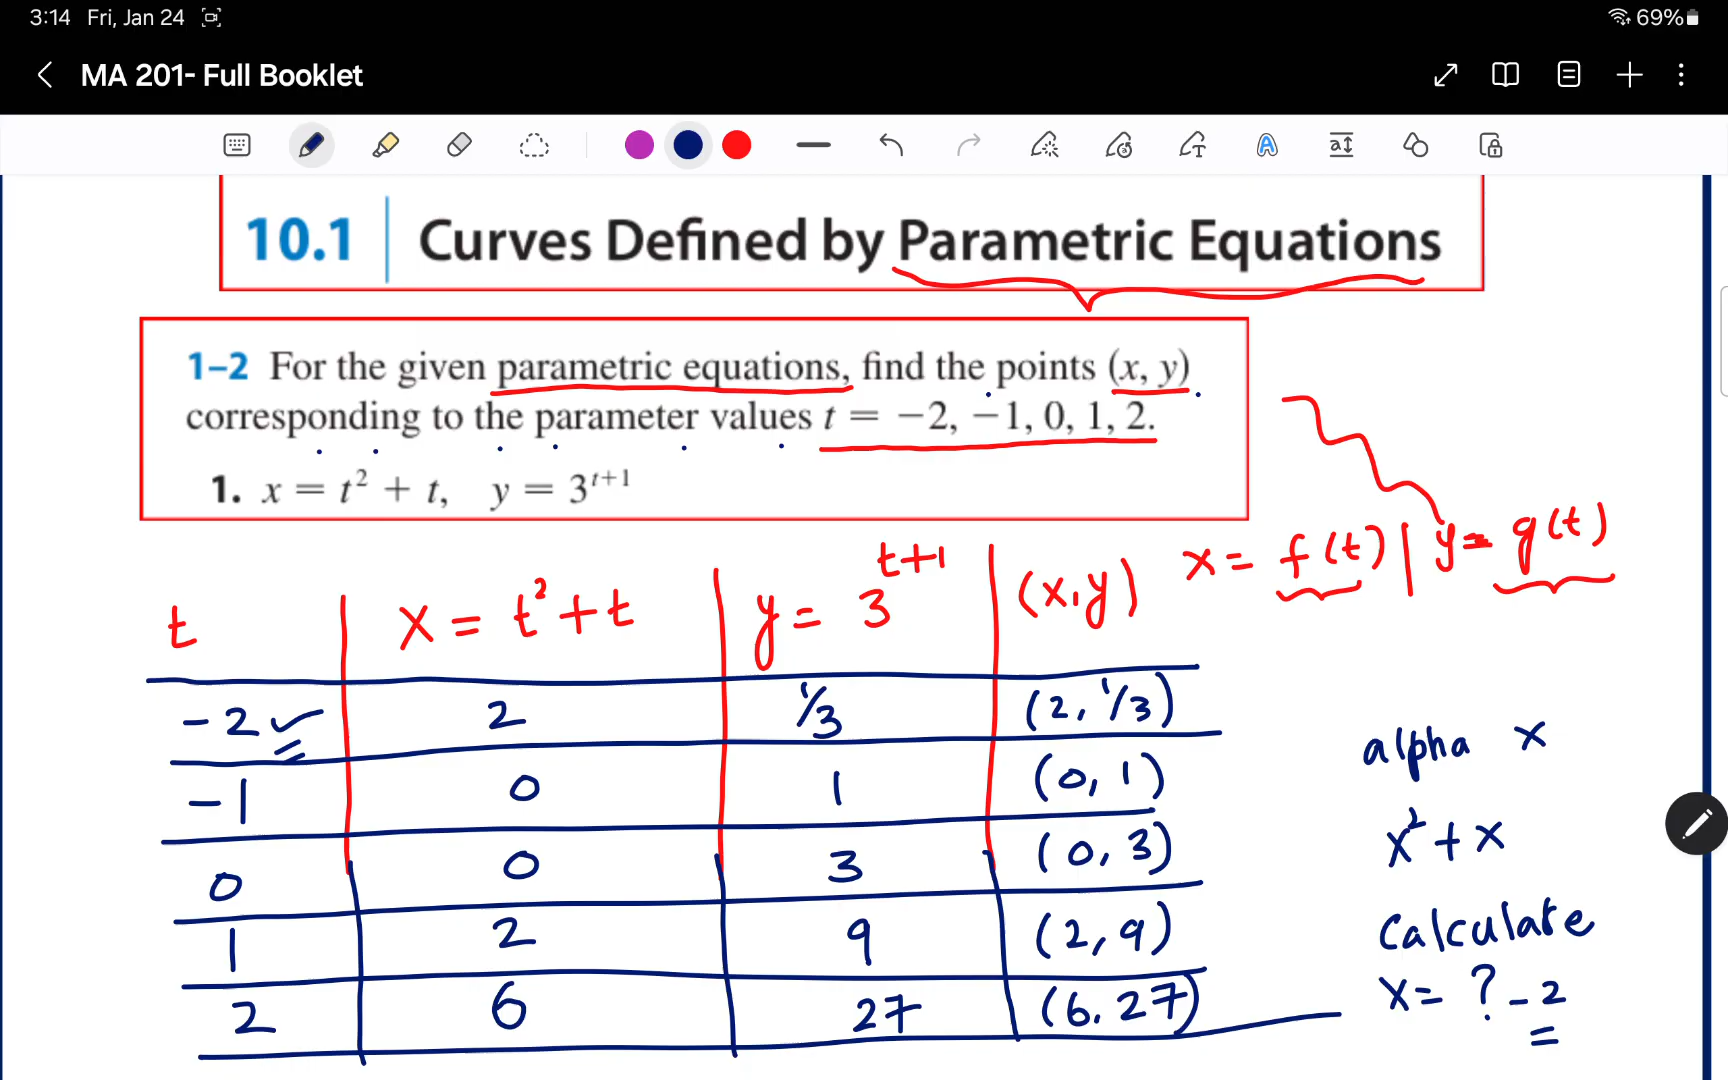 3:14 Fri, Jan 24 69%
MA 201- Full Booklet
10.1 Curves Defined by Parametric Equations
1–2 For the given parametric equations, find the points (x, y)
corresponding to the parameter values t = −2, −1, 0, 1, 2.
1. x = t² + t, y = 3^{t+1}
x = f(t) | y = g(t)
t | x = t² + t | y = 3^{t+1} | (x, y)
-2 ✓ | 2 | 1/3 | (2, 1/3)
-1 | 0 | 1 | (0, 1)
0 | 0 | 3 | (0, 3)
1 | 2 | 9 | (2, 9)
2 | 6 | 27 | (6, 27)
alpha x
x² + x
Calculate
x = ? -2